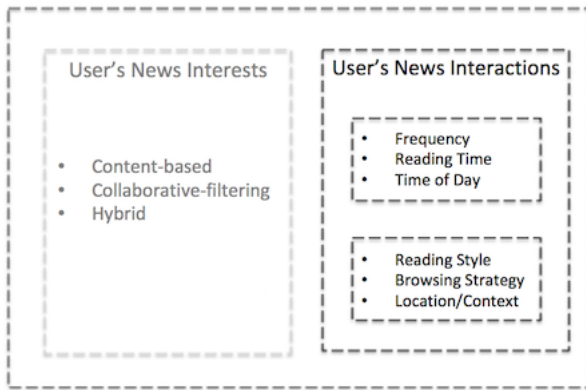 User’s News Interests
• Content-based
• Collaborative-filtering
• Hybrid
User’s News Interactions
• Frequency
• Reading Time
• Time of Day
• Reading Style
• Browsing Strategy
• Location/Context